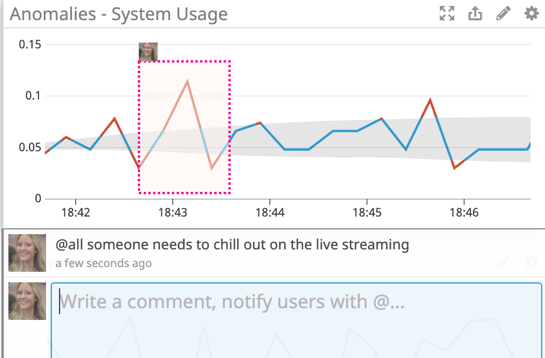 Anomalies - System Usage
0.15
0.1
0.05
0
18:42 18:43 18:44 18:45 18:46
@all someone needs to chill out on the live streaming
a few seconds ago
Write a comment, notify users with @...